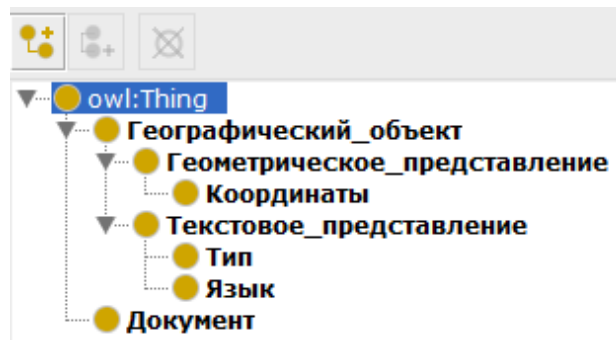 owl:Thing
Географический_объект
Геометрическое_представление
Координаты
Текстовое_представление
Тип
Язык
Документ